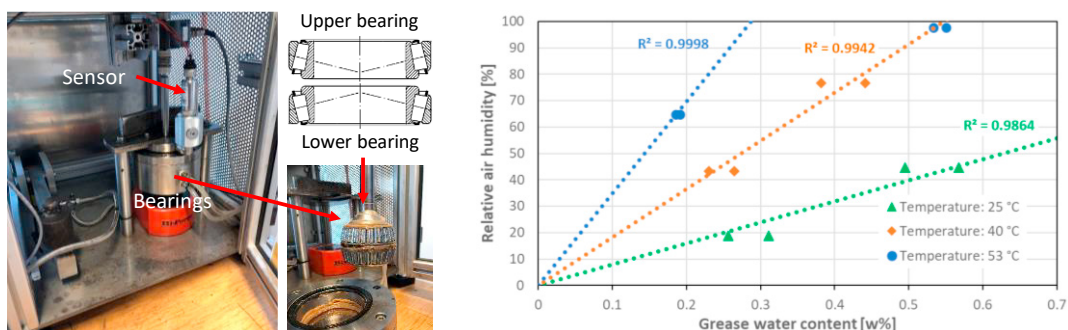 Upper bearing
Sensor
Lower bearing
Bearings
Relative air humidity [%]
100
90
80
70
60
50
40
30
20
10
0
R² = 0.9998
R² = 0.9942
R² = 0.9864
Temperature: 25 °C
Temperature: 40 °C
Temperature: 53 °C
0
0.1
0.2
0.3
0.4
0.5
0.6
0.7
Grease water content [w%]